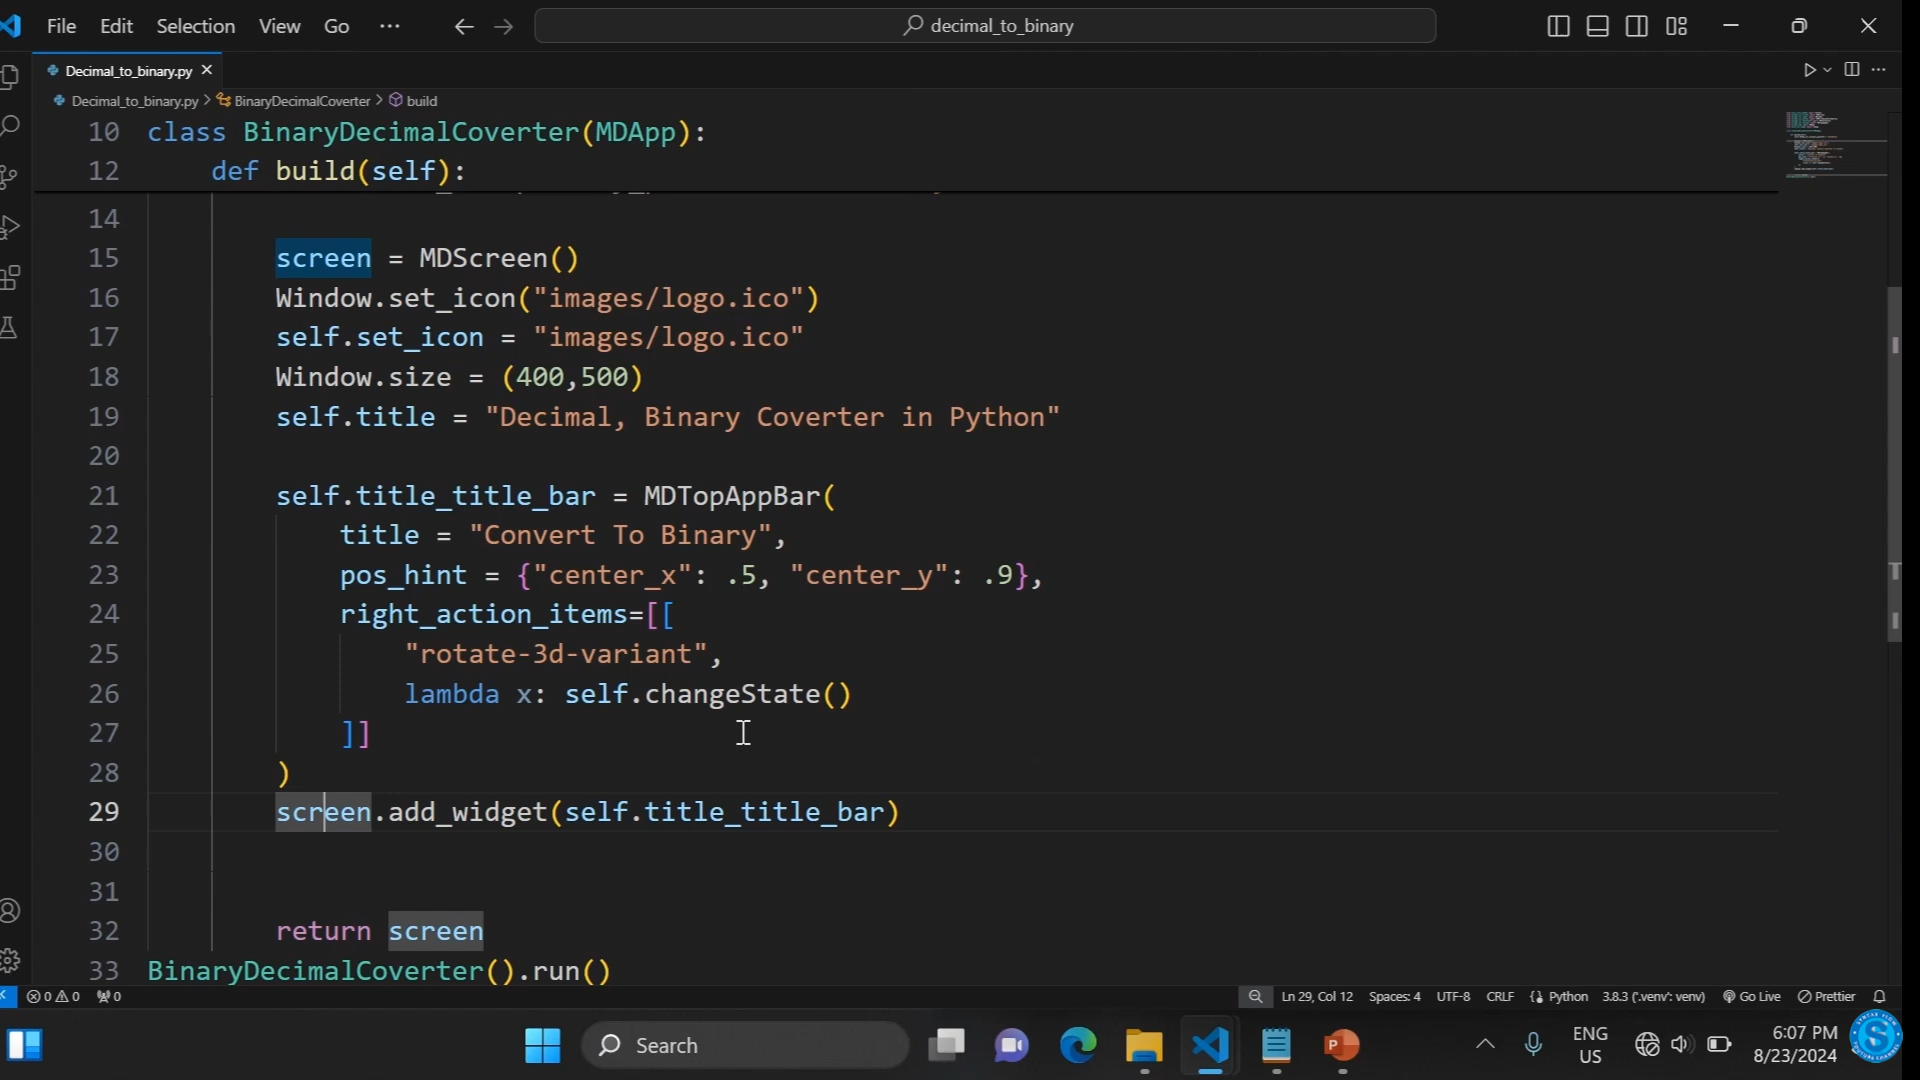 File Edit Selection View Go ··· decimal_to_binary
Decimal_to_binary.py
Decimal_to_binary.py > BinaryDecimalCoverter > build
10 class BinaryDecimalCoverter(MDApp):
12 def build(self):
14
15 screen = MDScreen()
16 Window.set_icon("images/logo.ico")
17 self.set_icon = "images/logo.ico"
18 Window.size = (400,500)
19 self.title = "Decimal, Binary Coverter in Python"
20
21 self.title_title_bar = MDTopAppBar(
22 title = "Convert To Binary",
23 pos_hint = {"center_x": .5, "center_y": .9},
24 right_action_items=[[
25 "rotate-3d-variant",
26 lambda x: self.changeState()
27 ]]
28 )
29 screen.add_widget(self.title_title_bar)
30
31
32 return screen
33 BinaryDecimalCoverter().run()
0 0 0 Ln 29, Col 12 Spaces: 4 UTF-8 CRLF Python 3.8.3 ('.venv': venv) Go Live Prettier
Search ENG 6:07 PM
US 8/23/2024